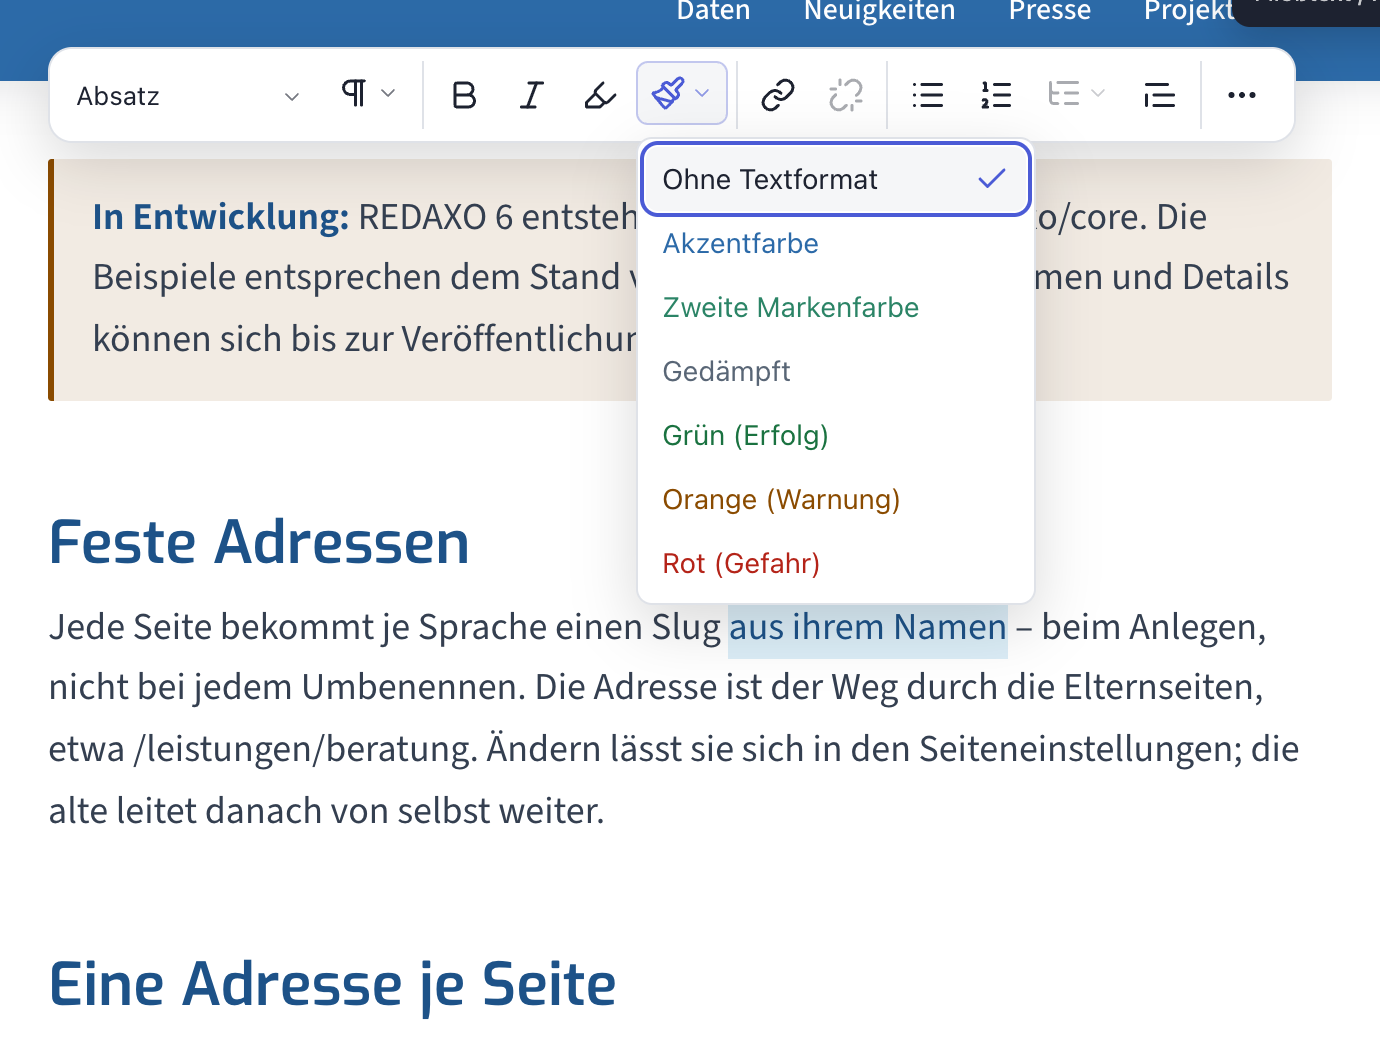 Daten Neuigkeiten Presse Projekt
Absatz
Ohne Textformat
Akzentfarbe
Zweite Markenfarbe
Gedämpft
Grün (Erfolg)
Orange (Warnung)
Rot (Gefahr)
In Entwicklung: REDAXO 6 entsteh o/core. Die
Beispiele entsprechen dem Stand men und Details
können sich bis zur Veröffentlichun
Feste Adressen
Jede Seite bekommt je Sprache einen Slug aus ihrem Namen – beim Anlegen,
nicht bei jedem Umbenennen. Die Adresse ist der Weg durch die Elternseiten,
etwa /leistungen/beratung. Ändern lässt sie sich in den Seiteneinstellungen; die
alte leitet danach von selbst weiter.
Eine Adresse je Seite